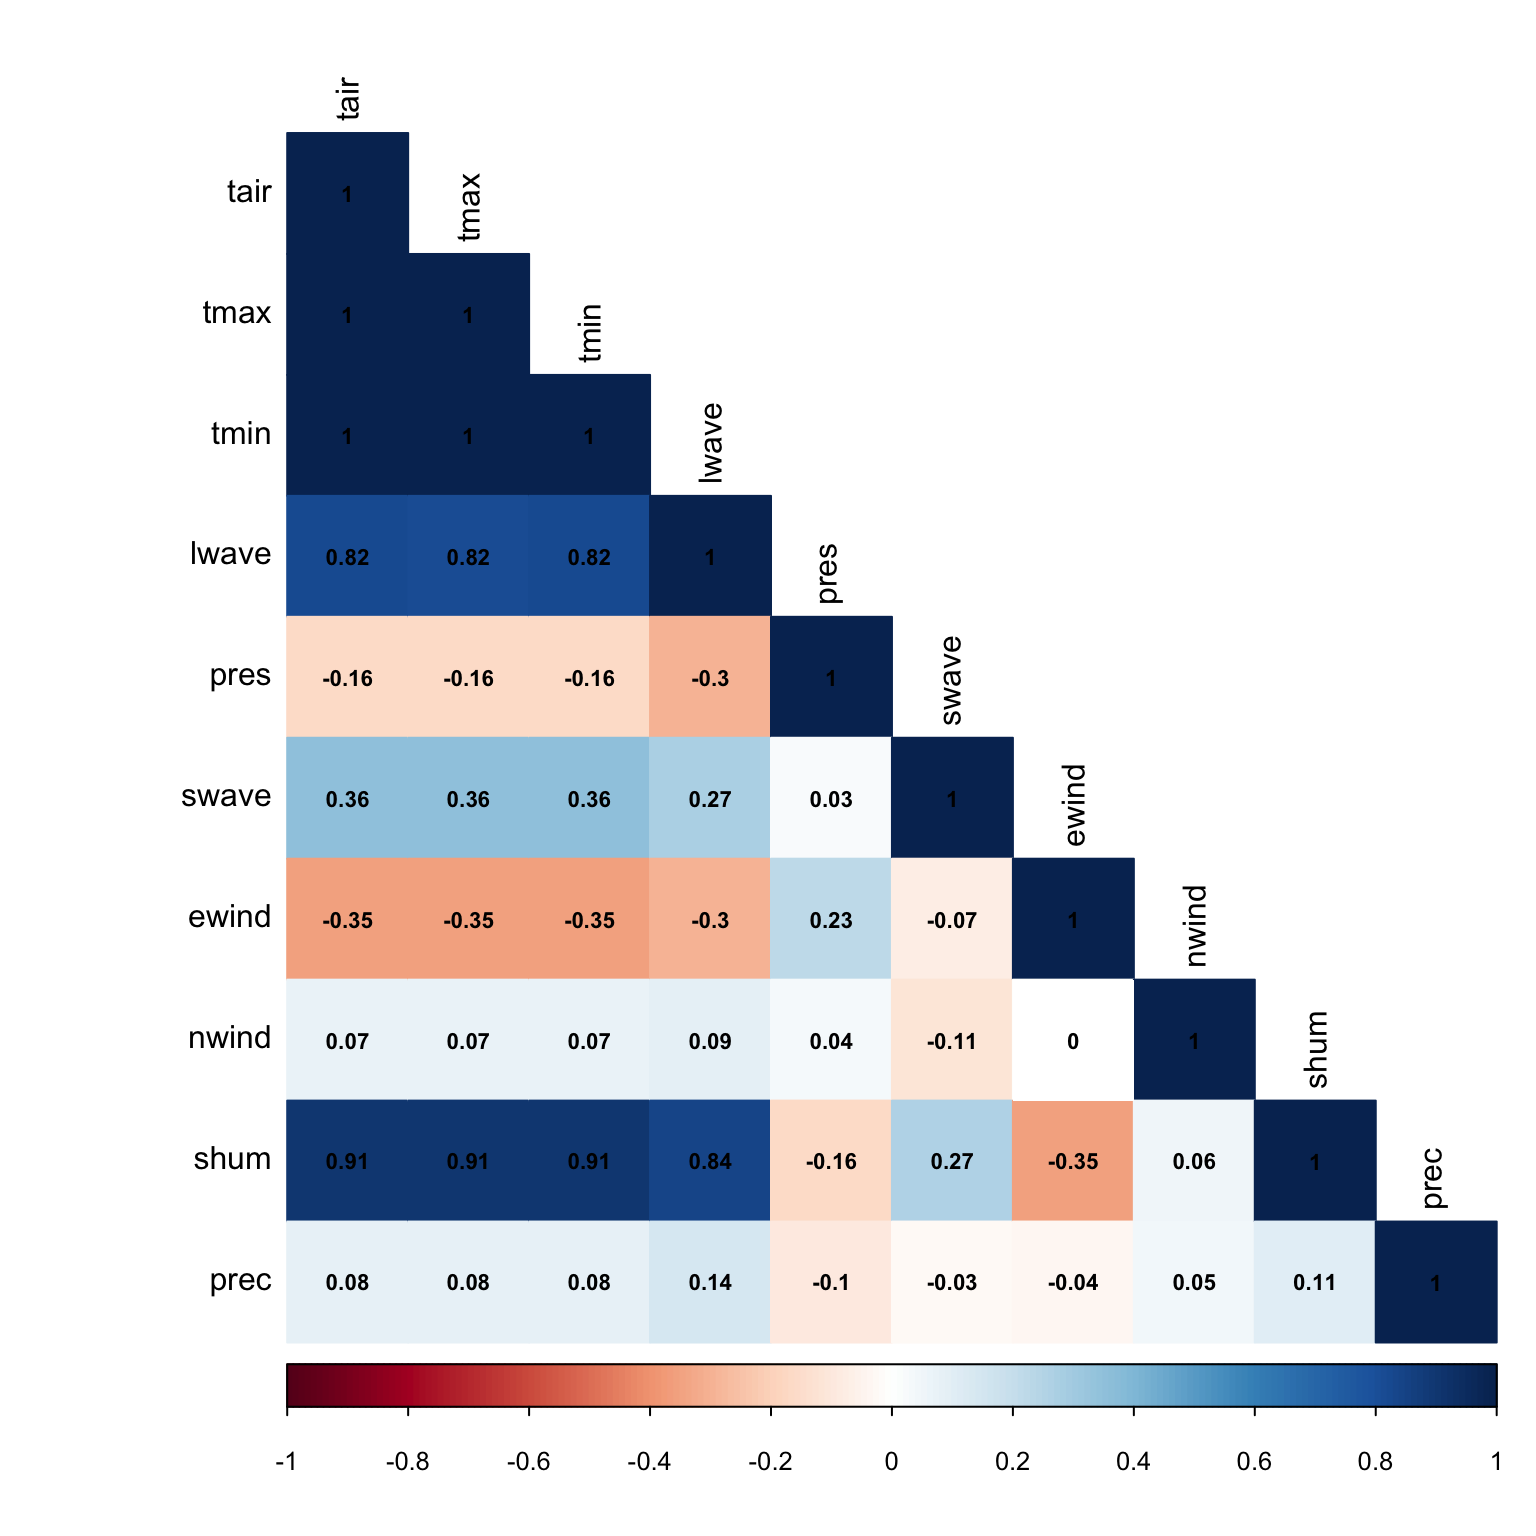 tair
tair 1 tmax
tmax 1 1 tmin
tmin 1 1 1 lwave
lwave 0.82 0.82 0.82 1 pres
pres -0.16 -0.16 -0.16 -0.3 1 swave
swave 0.36 0.36 0.36 0.27 0.03 1 ewind
ewind -0.35 -0.35 -0.35 -0.3 0.23 -0.07 1 nwind
nwind 0.07 0.07 0.07 0.09 0.04 -0.11 0 1 shum
shum 0.91 0.91 0.91 0.84 -0.16 0.27 -0.35 0.06 1 prec
prec 0.08 0.08 0.08 0.14 -0.1 -0.03 -0.04 0.05 0.11 1
-1 -0.8 -0.6 -0.4 -0.2 0 0.2 0.4 0.6 0.8 1